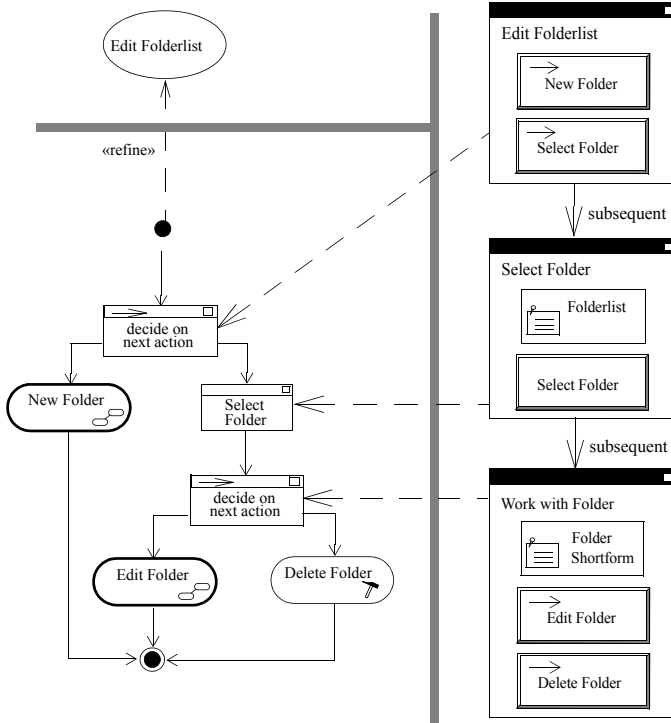 Edit Folderlist
«refine»
decide on
next action
New Folder
Select
Folder
decide on
next action
Edit Folder
Delete Folder
Edit Folderlist
New Folder
Select Folder
subsequent
Select Folder
Folderlist
Select Folder
subsequent
Work with Folder
Folder
Shortform
Edit Folder
Delete Folder